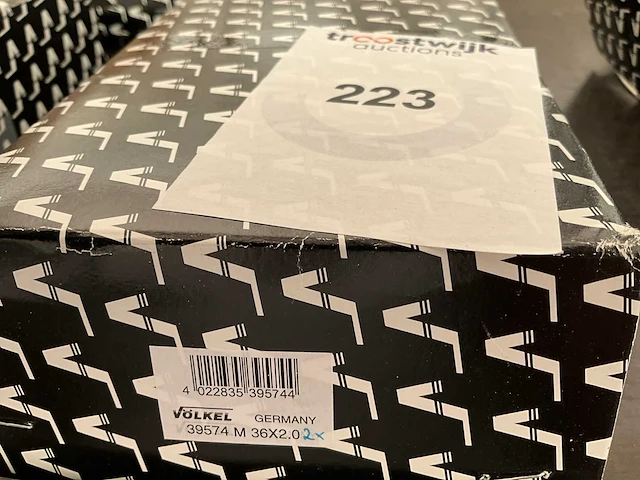 troostwijk
auctions
223
4 022835 395744
VÖLKEL GERMANY
39574 M 36X2.0 2x